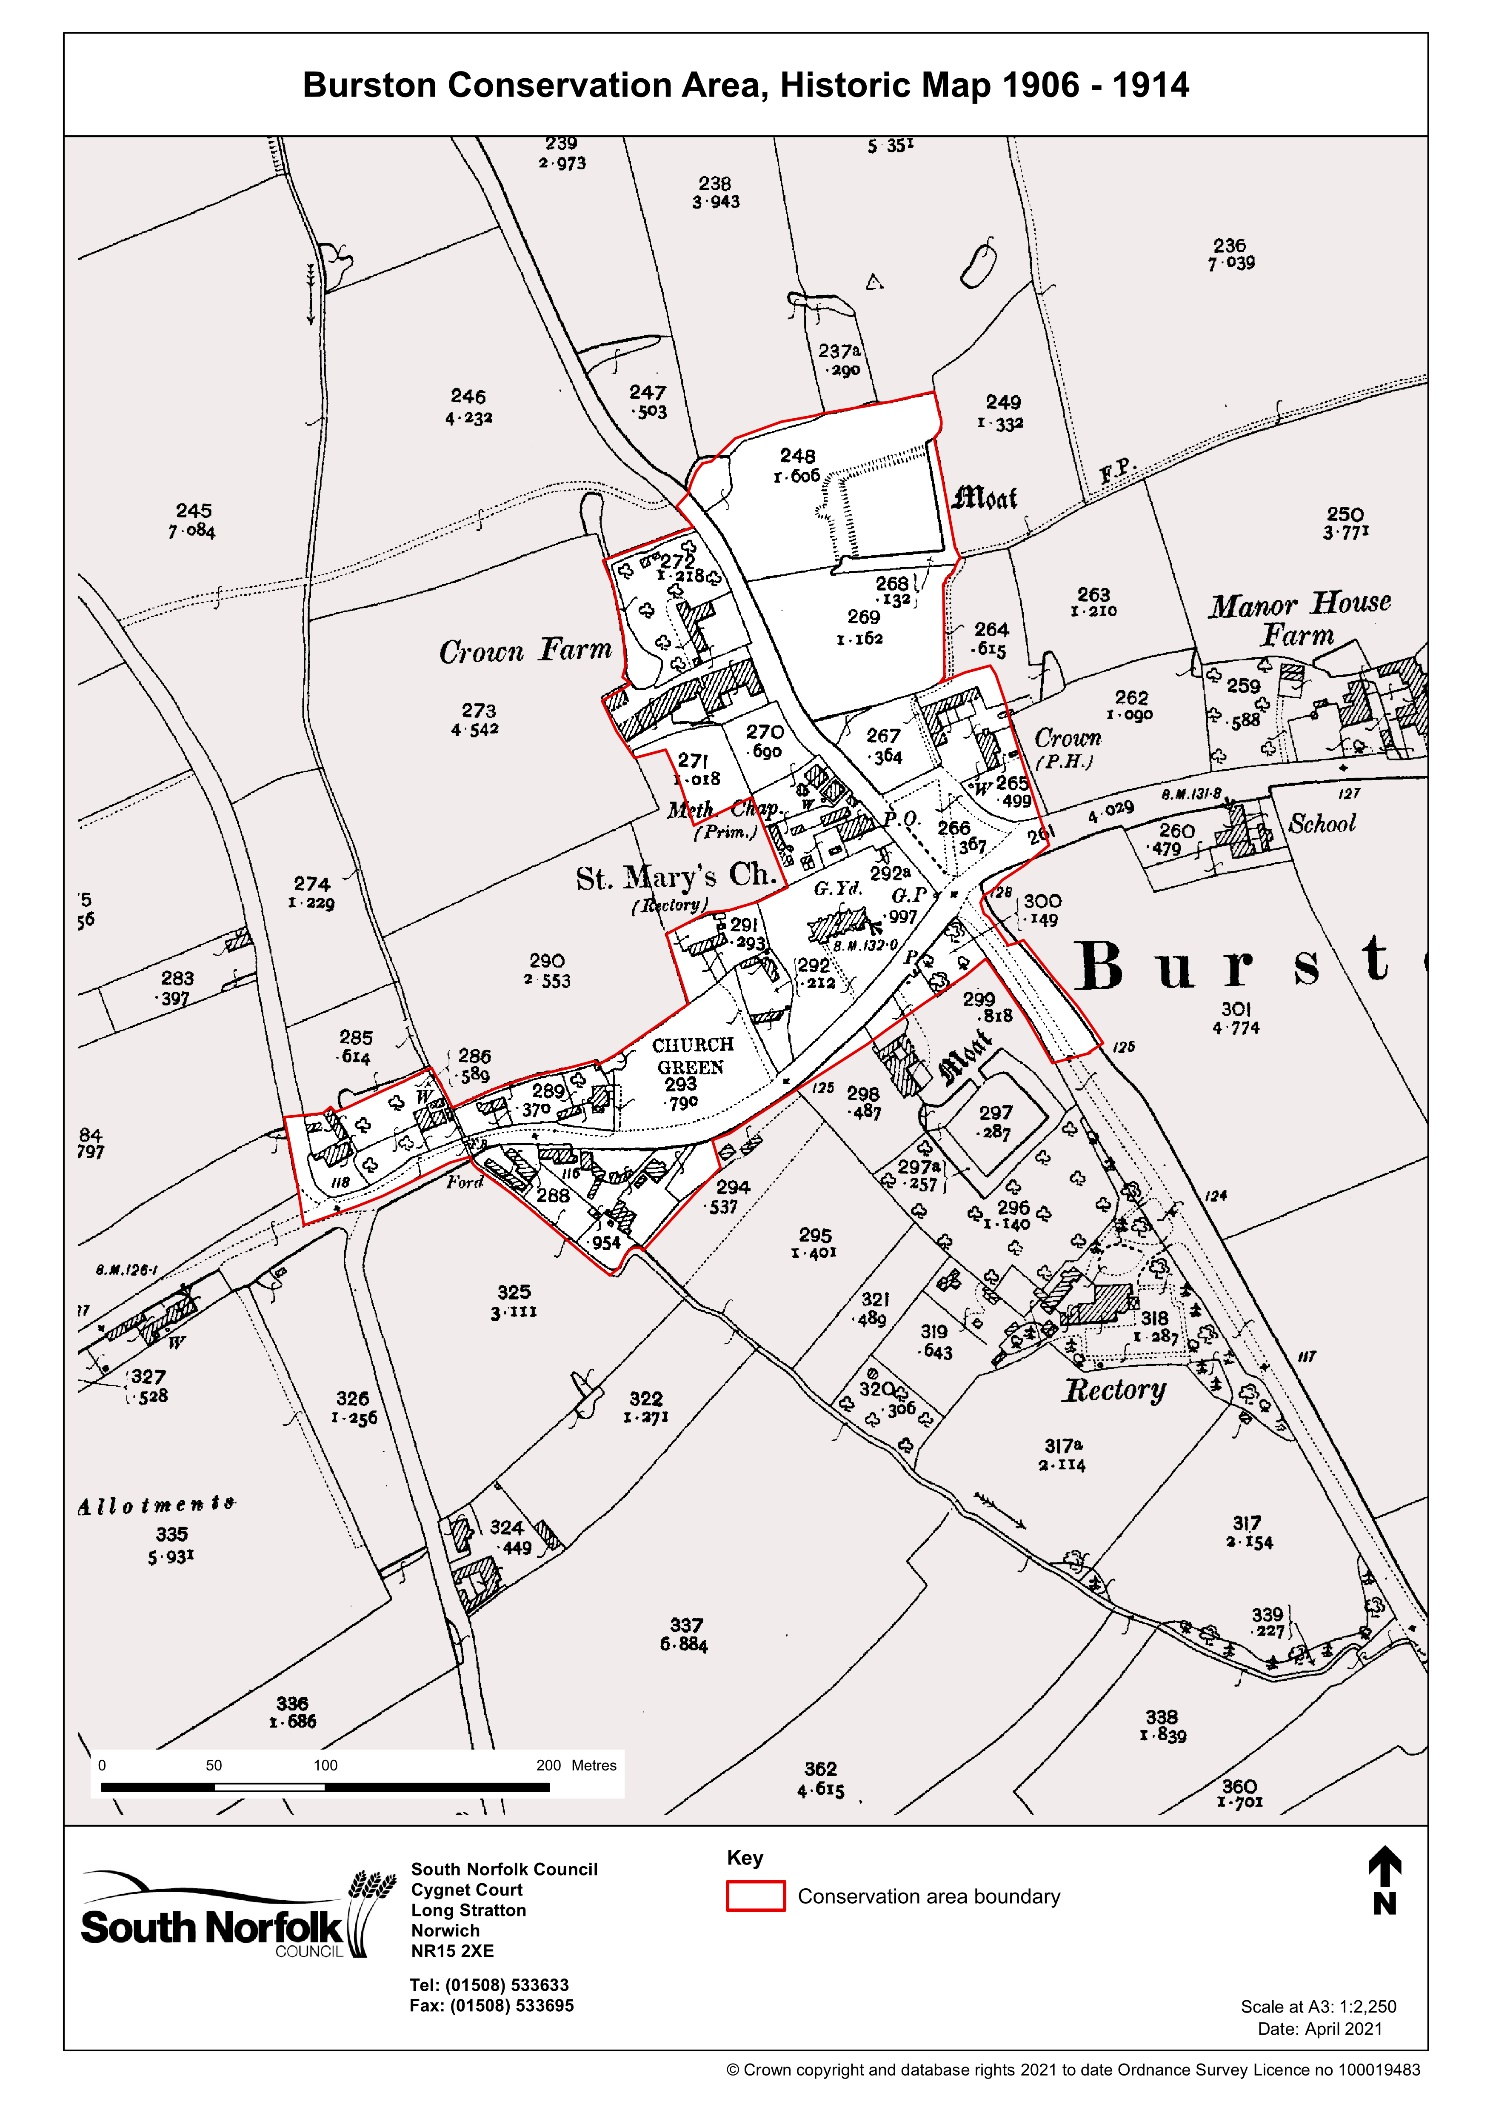 Burston Conservation Area, Historic Map 1906 - 1914
239
2·973
5·351
238
3·943
236
7·039
237a
·290
246
4·232
247
·503
249
1·332
248
1·606
F.P.
Moat
245
7·084
250
3·771
272
1·218
268
·132
269
1·162
263
1·210
Manor House
Farm
264
·615
Crown Farm
259
·588
262
1·090
273
4·542
270
·690
267
·364
Crown
(P.H.)
271
1·018
W
265
·499
B.M.131·8
127
W
Meth. Chap.
(Prim.)
P.O.
266
·367
261
4·029
260
·479
School
St. Mary's Ch.
(Rectory)
292a
·997
G.Yd.
G.P
274
1·229
128
300
·149
291
·293
B.M.132·0
P
Burst
290
2·553
283
·397
292
·212
299
·818
301
4·774
285
·614
286
·589
CHURCH
GREEN
293
·790
125
Moat
W
289
·370
125
298
·487
297
·287
84
797
F.B.
297a
·257
118
Ford
116
288
·954
294
·537
296
1·140
124
295
1·401
B.M.126·1
325
3·111
321
·489
319
·643
318
1·287
W
117
327
·528
326
1·256
322
1·271
320
·306
Rectory
317a
2·114
Allotments
335
5·931
324
·449
317
2·154
337
6·884
339
·227
336
1·686
338
1·839
362
4·615
360
1·701
0 50 100 200 Metres
South Norfolk
COUNCIL
South Norfolk Council
Cygnet Court
Long Stratton
Norwich
NR15 2XE
Tel: (01508) 533633
Fax: (01508) 533695
Key
Conservation area boundary
N
Scale at A3: 1:2,250
Date: April 2021
© Crown copyright and database rights 2021 to date Ordnance Survey Licence no 100019483